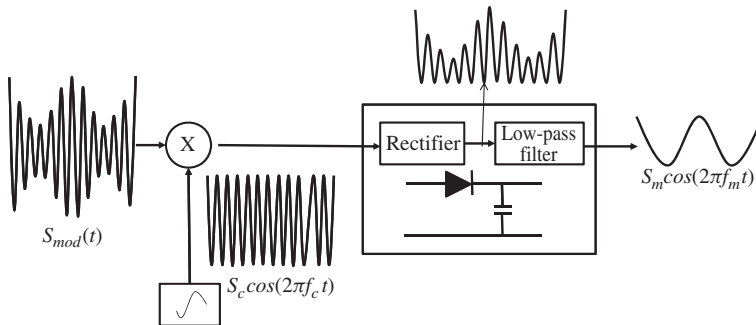 X
Rectifier
Low-pass
filter
S_m cos(2πf_m t)
S_mod(t)
S_c cos(2πf_c t)